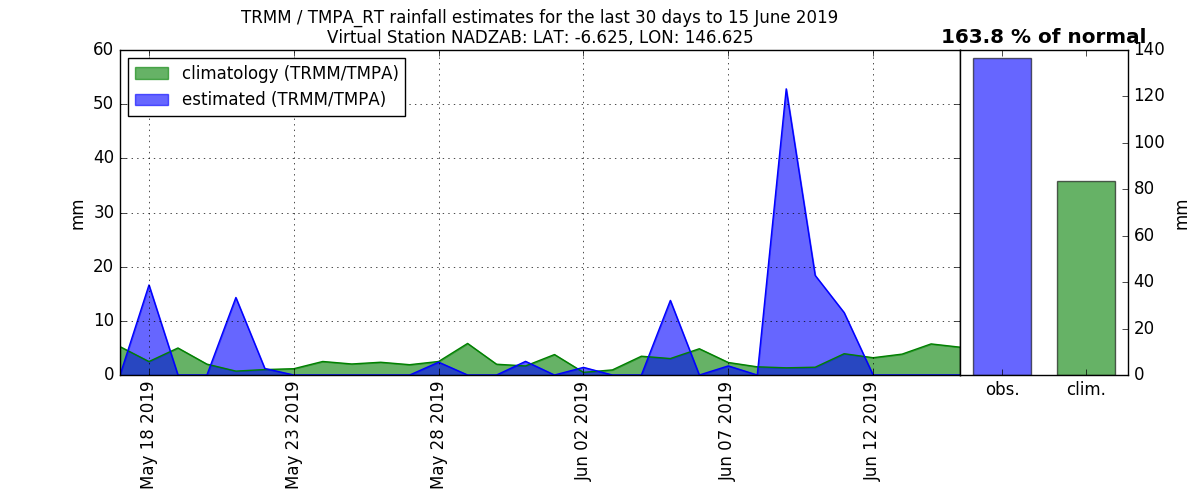 TRMM / TMPA_RT rainfall estimates for the last 30 days to 15 June 2019
Virtual Station NADZAB: LAT: -6.625, LON: 146.625
163.8 % of normal
climatology (TRMM/TMPA)
estimated (TRMM/TMPA)
mm
60
50
40
30
20
10
0
May 18 2019
May 23 2019
May 28 2019
Jun 02 2019
Jun 07 2019
Jun 12 2019
140
120
100
80
60
40
20
0
mm
obs.
clim.